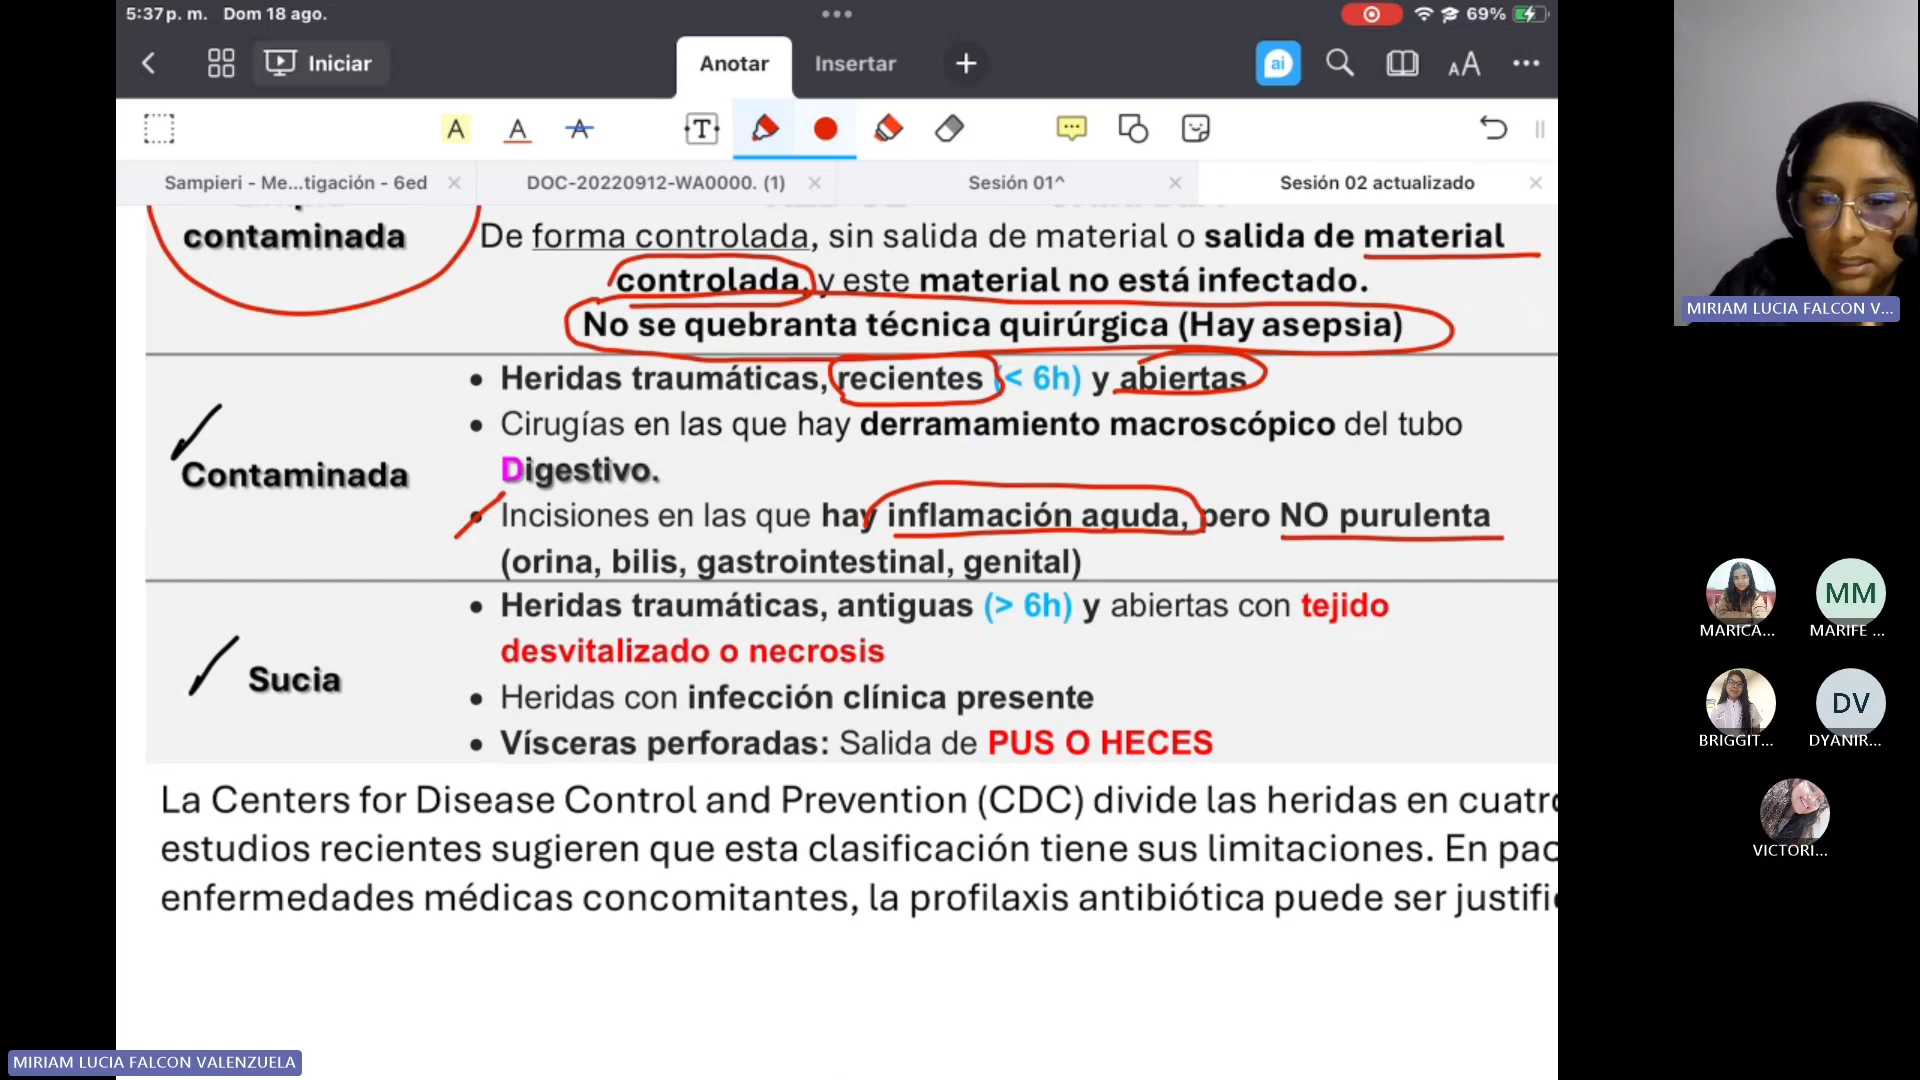 5:37 p. m. Dom 18 ago.
69%
Iniciar
Anotar
Insertar
ai
AA
A A A T
Sampieri - Me...tigación - 6ed
DOC-20220912-WA0000. (1)
Sesión 01^
Sesión 02 actualizado
contaminada
De forma controlada, sin salida de material o salida de material
controlada, y este material no está infectado.
No se quebranta técnica quirúrgica (Hay asepsia)
Contaminada
• Heridas traumáticas, recientes (< 6h) y abiertas
• Cirugías en las que hay derramamiento macroscópico del tubo
Digestivo.
• Incisiones en las que hay inflamación aguda, pero NO purulenta
(orina, bilis, gastrointestinal, genital)
Sucia
• Heridas traumáticas, antiguas (> 6h) y abiertas con tejido
desvitalizado o necrosis
• Heridas con infección clínica presente
• Vísceras perforadas: Salida de PUS O HECES
La Centers for Disease Control and Prevention (CDC) divide las heridas en cuatro
estudios recientes sugieren que esta clasificación tiene sus limitaciones. En pac
enfermedades médicas concomitantes, la profilaxis antibiótica puede ser justifi
MIRIAM LUCIA FALCON V...
MM
MARICA...
MARIFE ...
DV
BRIGGIT...
DYANIR...
VICTORI...
MIRIAM LUCIA FALCON VALENZUELA